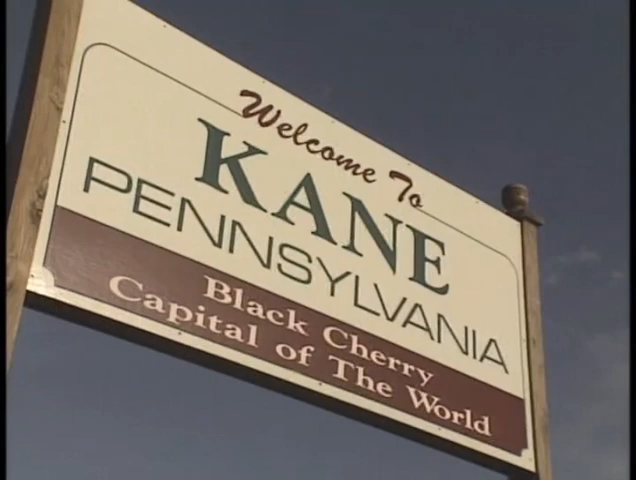 Welcome To
KANE
PENNSYLVANIA
Black Cherry
Capital of The World